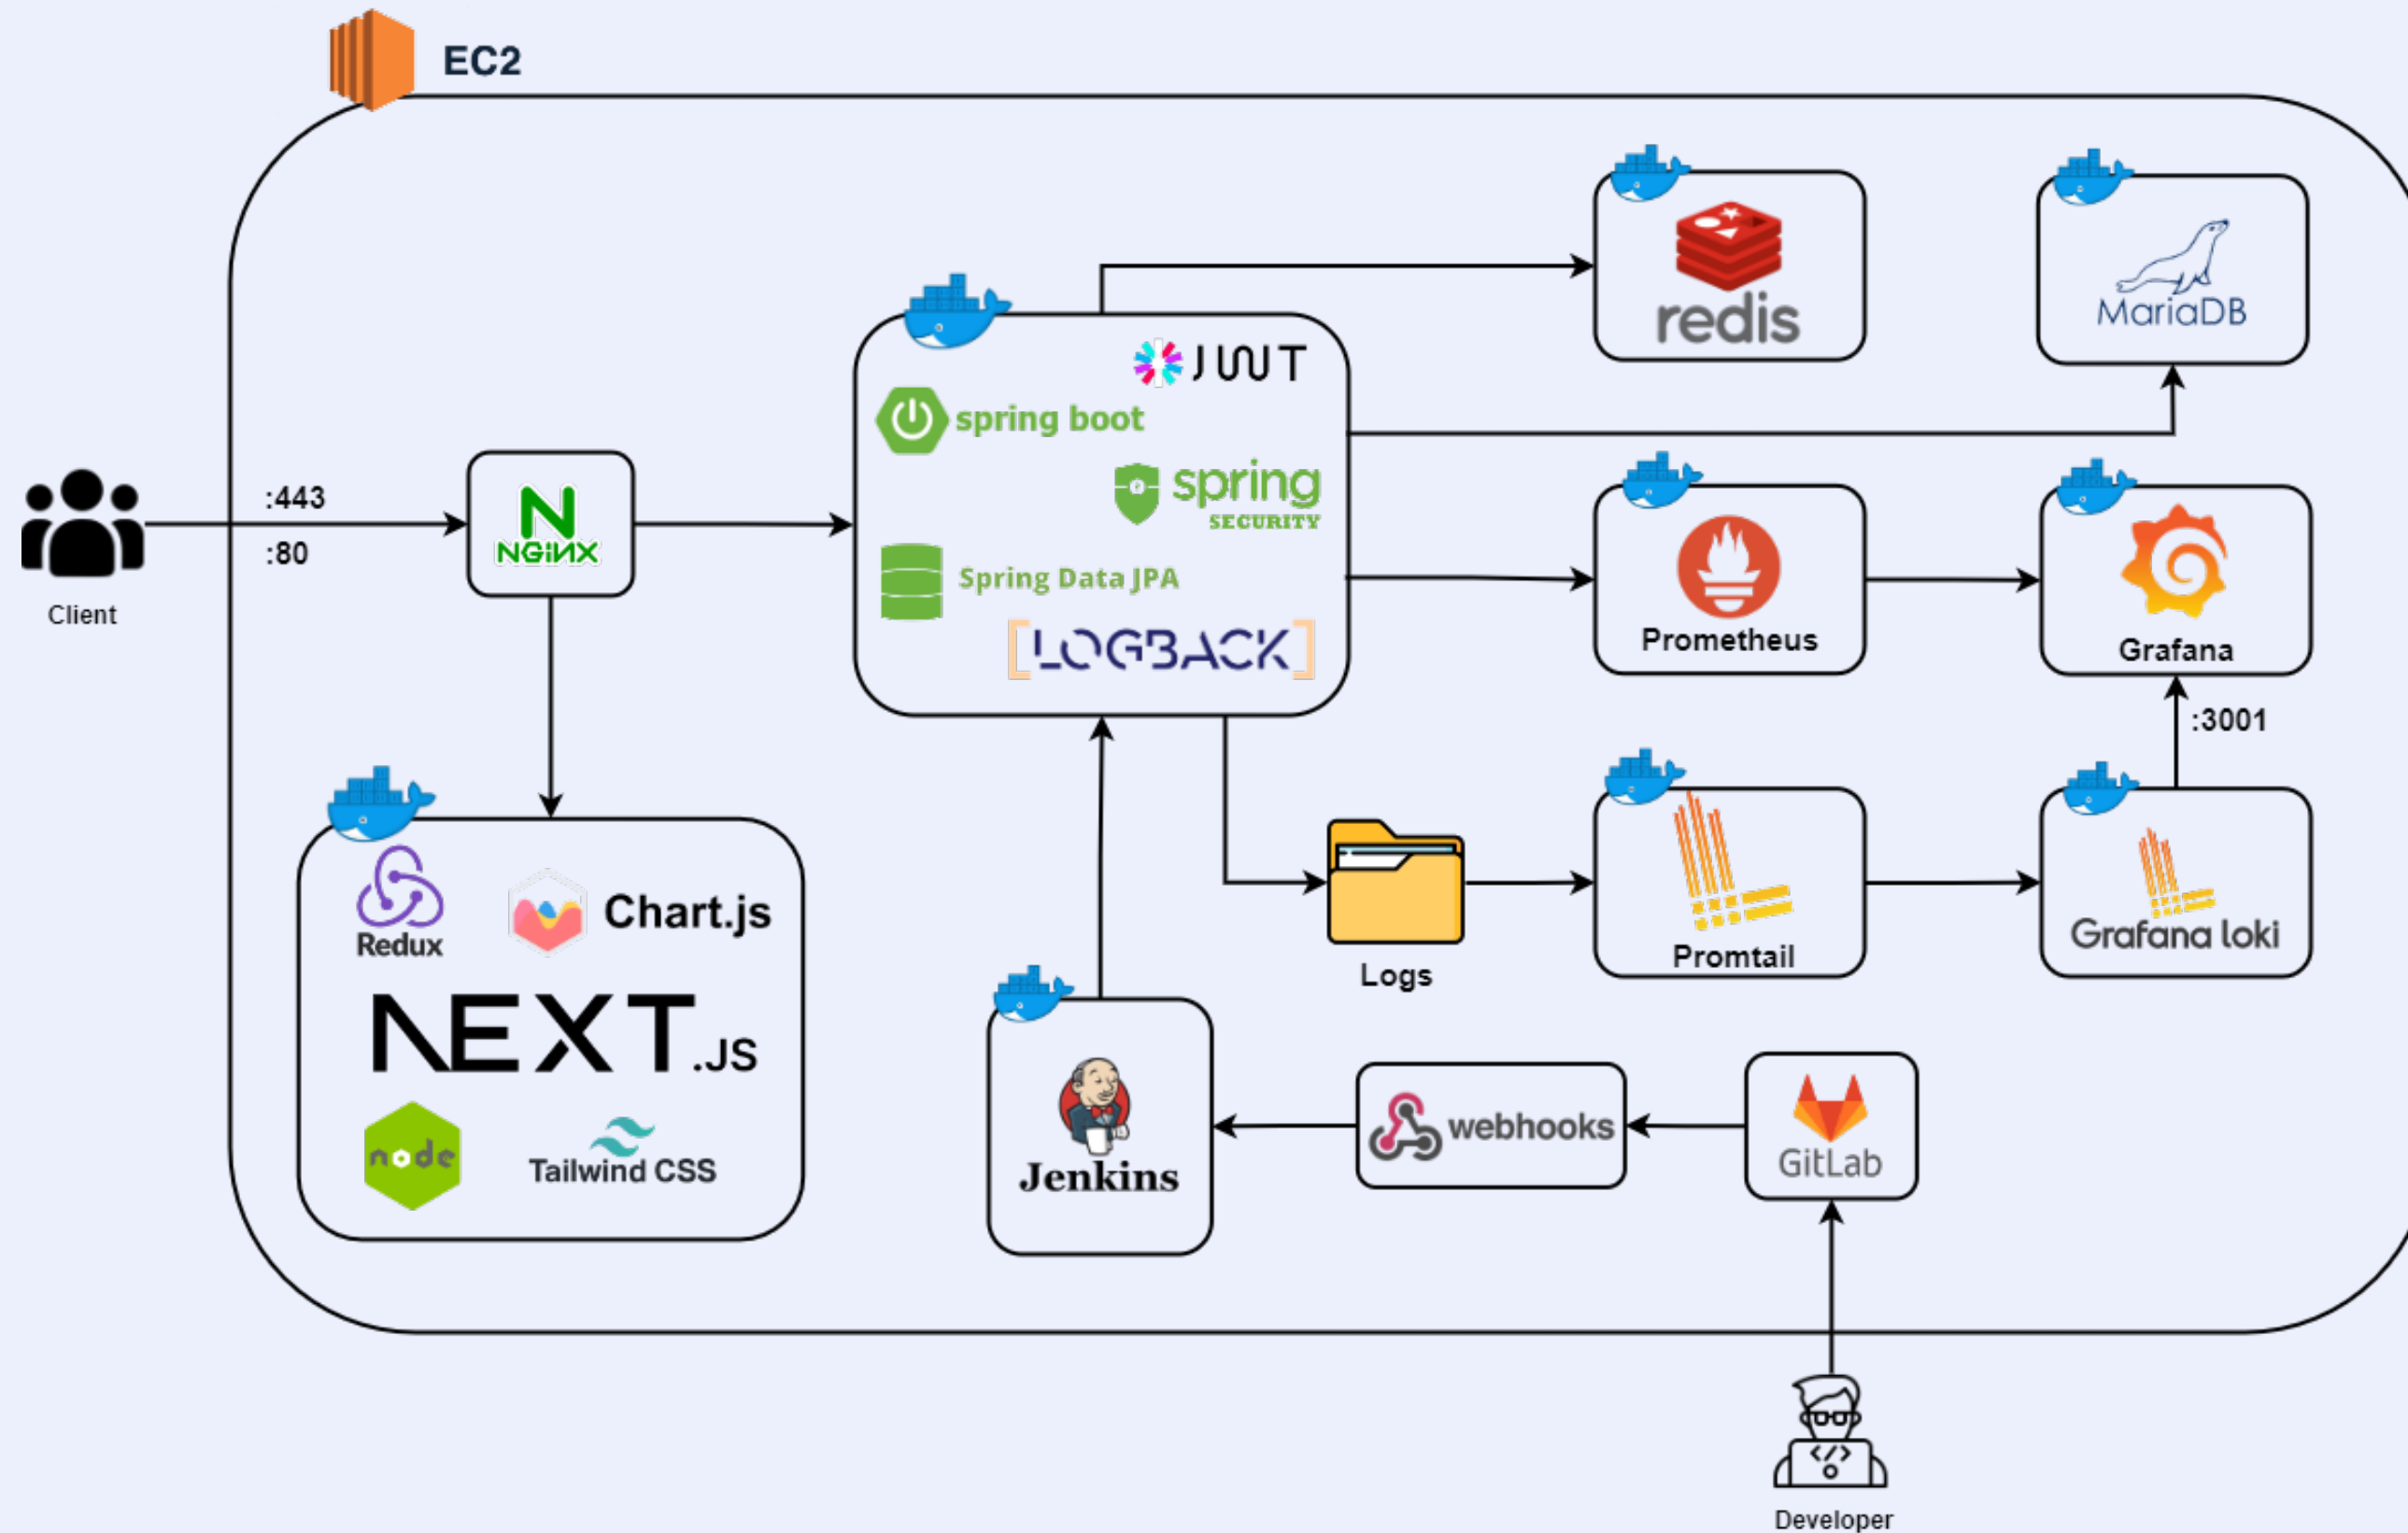 EC2
redis
MariaDB
JWT
spring boot
spring
SECURITY
Spring Data JPA
[LOGBACK]
:443
:80
Client
NGINX
Prometheus
Grafana
:3001
Redux
Chart.js
NEXT.JS
node
Tailwind CSS
Logs
Promtail
Grafana loki
Jenkins
webhooks
GitLab
</>
Developer